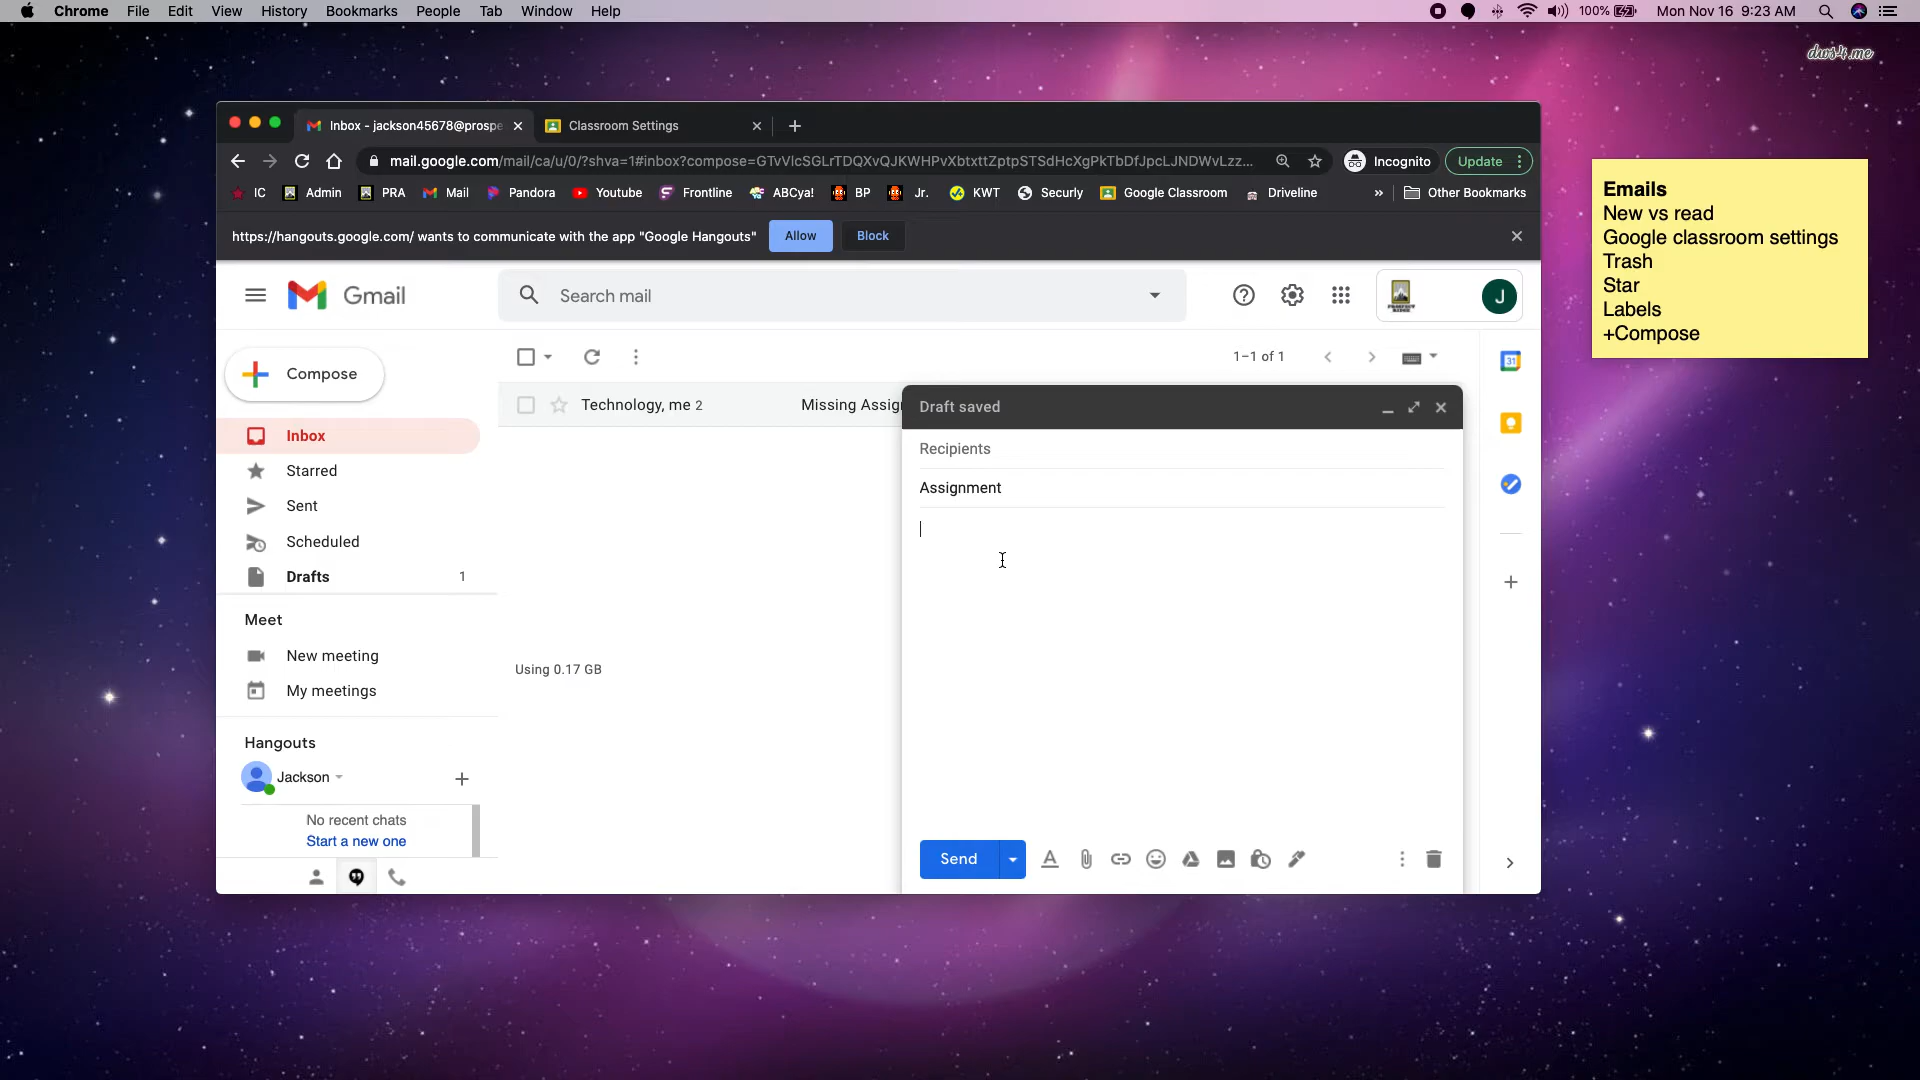 Chrome File Edit View History Bookmarks People Tab Window Help 100% Mon Nov 16 9:23 AM
dws4.me
Inbox - jackson45678@prospe Classroom Settings
mail.google.com/mail/ca/u/0/?shva=1#inbox?compose=GTvVlcSGLrTDQXvQJKWHPvXbtxttZptpSTSdHcXgPkTbDfJpcLJNDWvLzz... Incognito Update
IC Admin PRA Mail Pandora Youtube Frontline ABCya! BP Jr. KWT Securly Google Classroom Driveline » Other Bookmarks
https://hangouts.google.com/ wants to communicate with the app "Google Hangouts" Allow Block
Gmail Search mail J
Compose
1–1 of 1
31
Technology, me 2 Missing Assig
Inbox
Starred
Sent
Scheduled
Drafts 1
Meet
New meeting
My meetings
Using 0.17 GB
Hangouts
Jackson
No recent chats
Start a new one
Draft saved
Recipients
Assignment
Send
Emails
New vs read
Google classroom settings
Trash
Star
Labels
+Compose